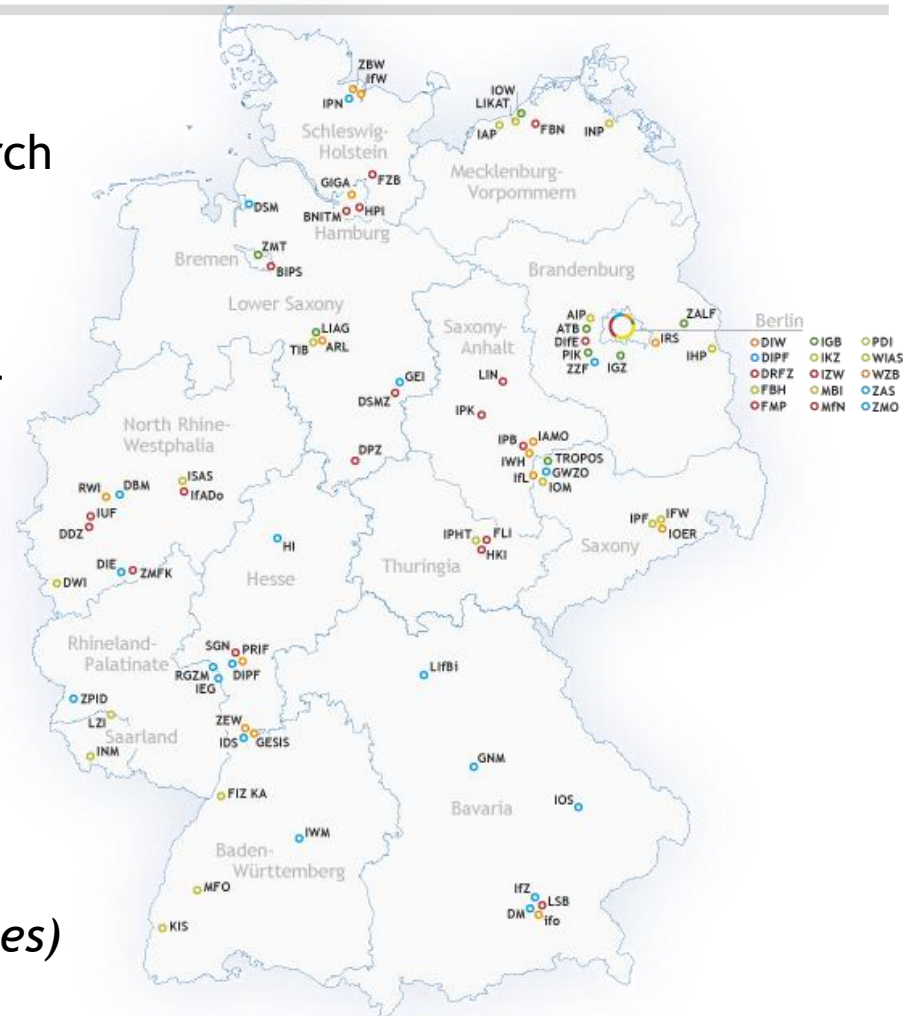 rch
es)
ZBW
IfW
IPN
Schleswig-
Holstein
IOW
LIKAT
IAP
FBN
INP
Mecklenburg-
Vorpommern
FZB
GIGA
BNITM
HPI
Hamburg
DSM
ZMT
Bremen
BIPS
Lower Saxony
LIAG
TIB
ARL
GEI
DSMZ
DPZ
Brandenburg
AIP
ATB
DIfE
PIK
ZZF
IGZ
IRS
ZALF
IHP
Berlin
DIW IGB PDI
DIPF IKZ WIAS
DRFZ IZW WZB
FBH MBI ZAS
FMP MfN ZMO
Saxony-
Anhalt
LIN
IPK
IPB
IAMO
IWH
TROPOS
GWZO
IfL
IOM
North Rhine-
Westphalia
ISAS
IfADo
RWI
DBM
IUF
DDZ
DIE
ZMFK
DWI
HI
Hesse
IPHT
FLI
HKI
Thuringia
IPF
IFW
IOER
Saxony
Rhineland-
Palatinate
SGN
PRIF
RGZM
DIPF
IEG
ZPID
LZI
Saarland
INM
ZEW
IDS
GESIS
LIfBi
GNM
IOS
Bavaria
FIZ KA
IWM
Baden-
Württemberg
MFO
KIS
IfZ
LSB
DM
ifo